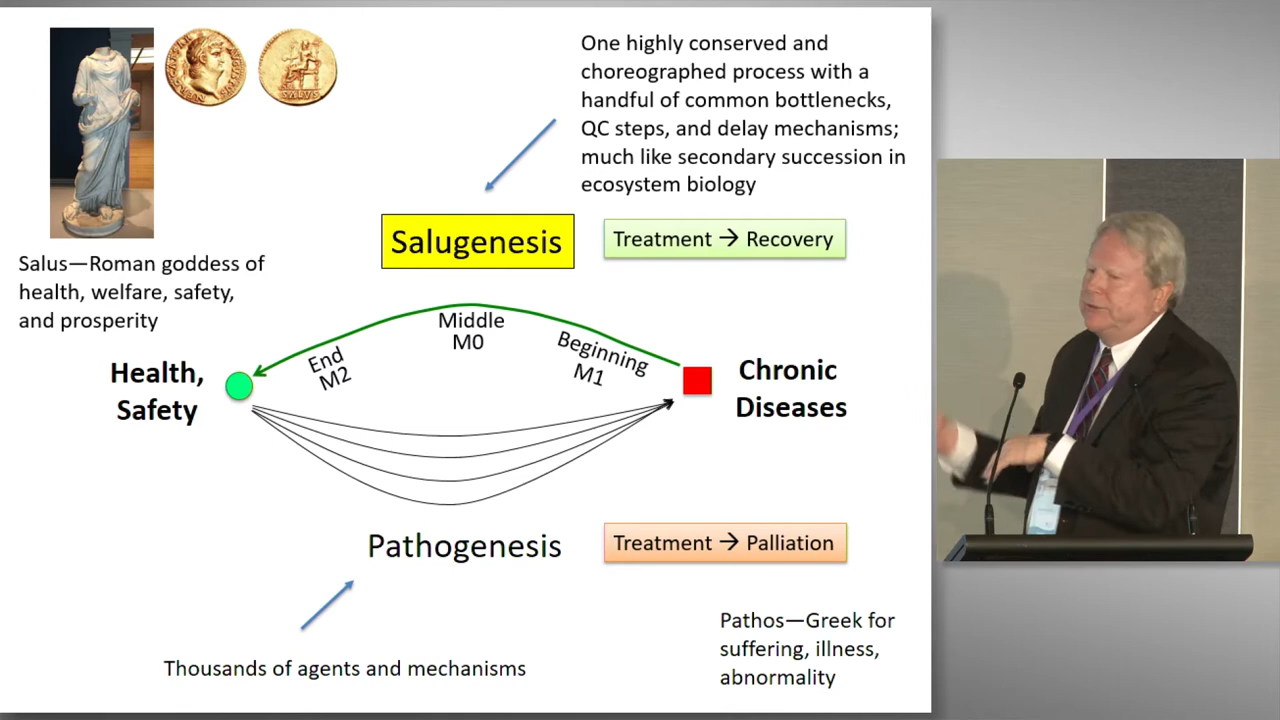 One highly conserved and
choreographed process with a
handful of common bottlenecks,
QC steps, and delay mechanisms;
much like secondary succession in
ecosystem biology
SALVS
Salugenesis
Treatment → Recovery
Salus—Roman goddess of
health, welfare, safety,
and prosperity
Middle
M0
End
M2
Beginning
M1
Health,
Safety
Chronic
Diseases
Pathogenesis
Treatment → Palliation
Pathos—Greek for
suffering, illness,
abnormality
Thousands of agents and mechanisms